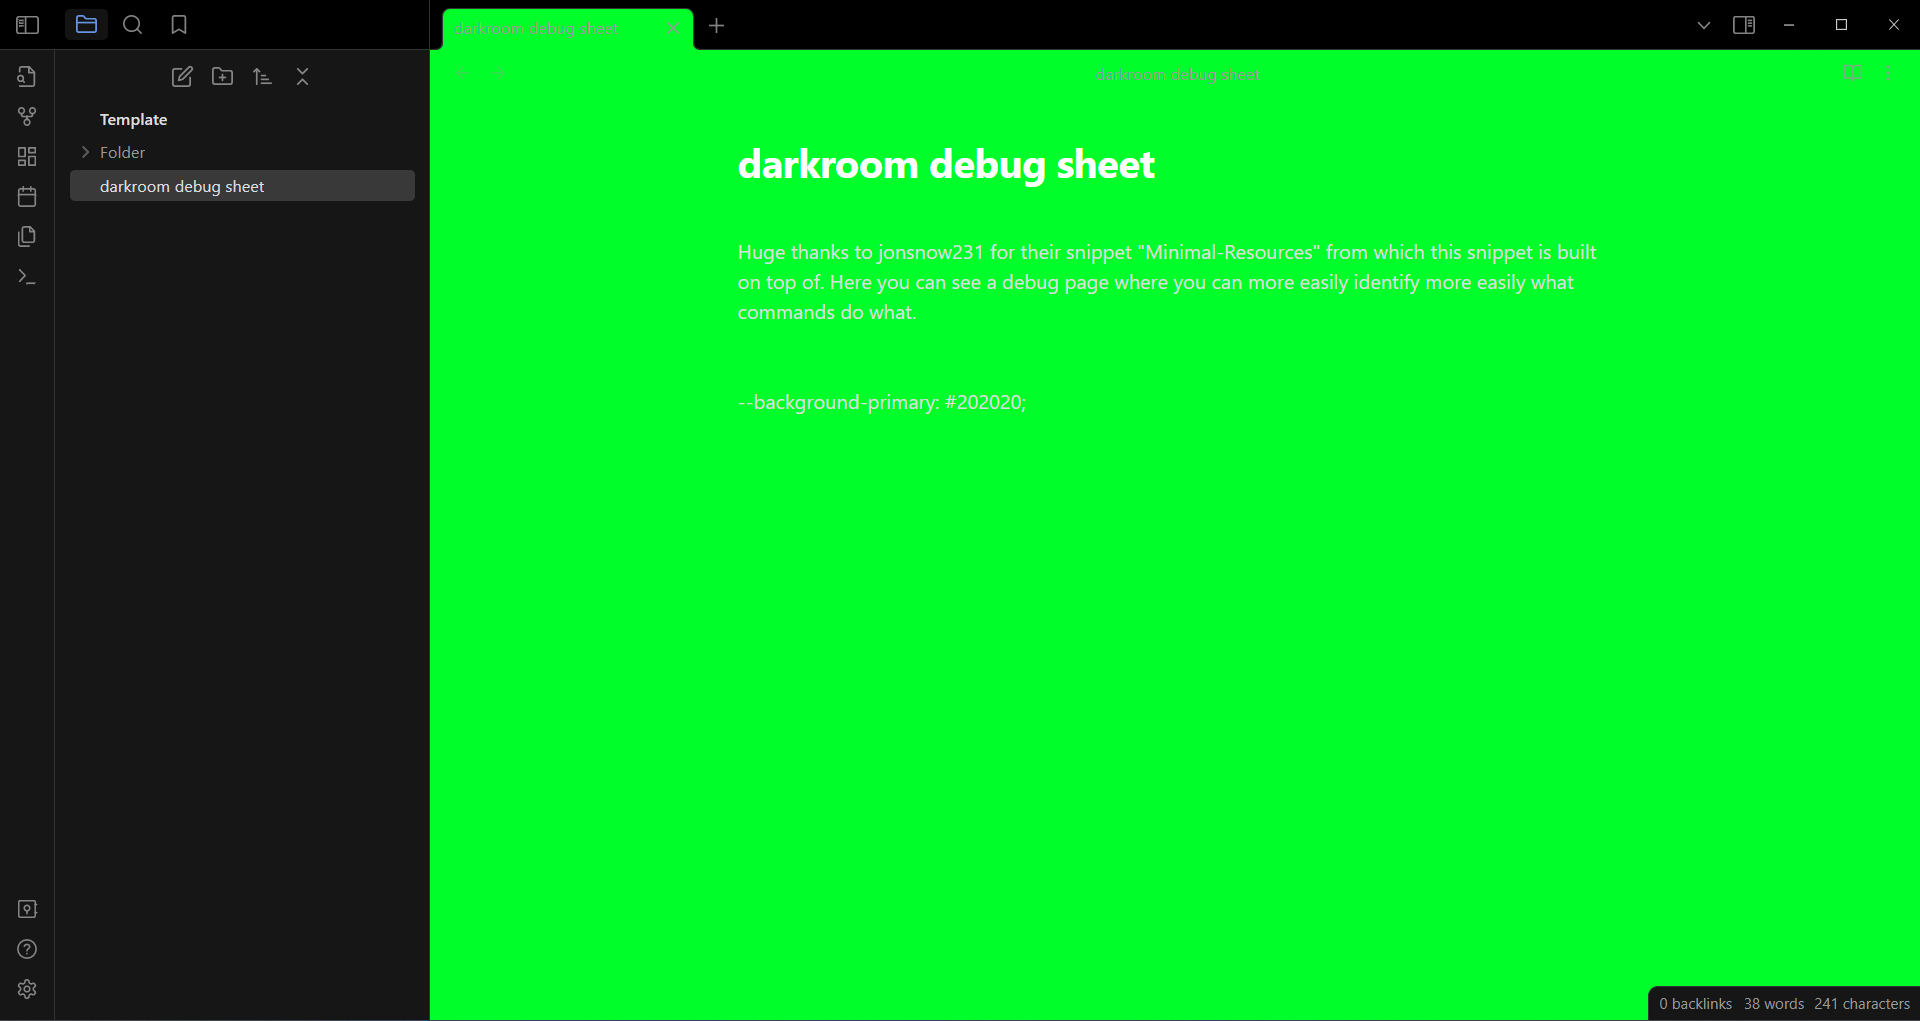 darkroom debug sheet
darkroom debug sheet
Template
Folder
darkroom debug sheet
darkroom debug sheet
Huge thanks to jonsnow231 for their snippet "Minimal-Resources" from which this snippet is built
on top of. Here you can see a debug page where you can more easily identify more easily what
commands do what.
--background-primary: #202020;
0 backlinks 38 words 241 characters